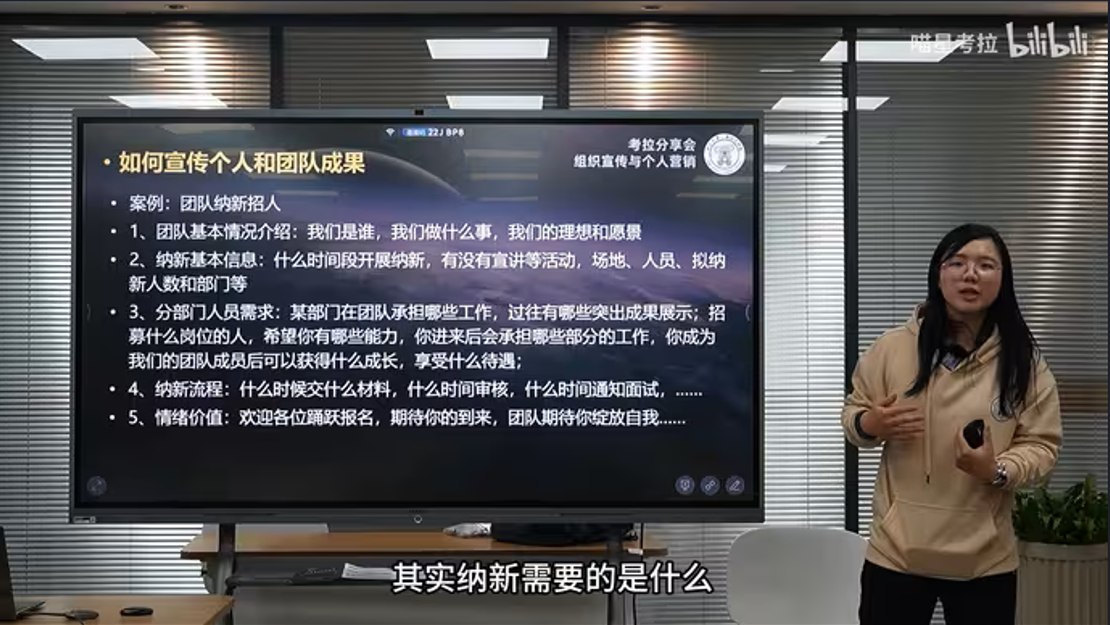 喵星考拉 bilibili
22J BP8
考拉分享会
组织宣传与个人营销
• 如何宣传个人和团队成果
• 案例：团队纳新招人
• 1、团队基本情况介绍：我们是谁，我们做什么事，我们的理想和愿景
• 2、纳新基本信息：什么时间段开展纳新，有没有宣讲等活动，场地、人员、拟纳
新人数和部门等
• 3、分部门人员需求：某部门在团队承担哪些工作，过往有哪些突出成果展示；招
募什么岗位的人，希望你有哪些能力，你进来后会承担哪些部分的工作，你成为
我们的团队成员后可以获得什么成长，享受什么待遇；
• 4、纳新流程：什么时候交什么材料，什么时间审核，什么时间通知面试，……
• 5、情绪价值：欢迎各位踊跃报名，期待你的到来，团队期待你绽放自我……
其实纳新需要的是什么